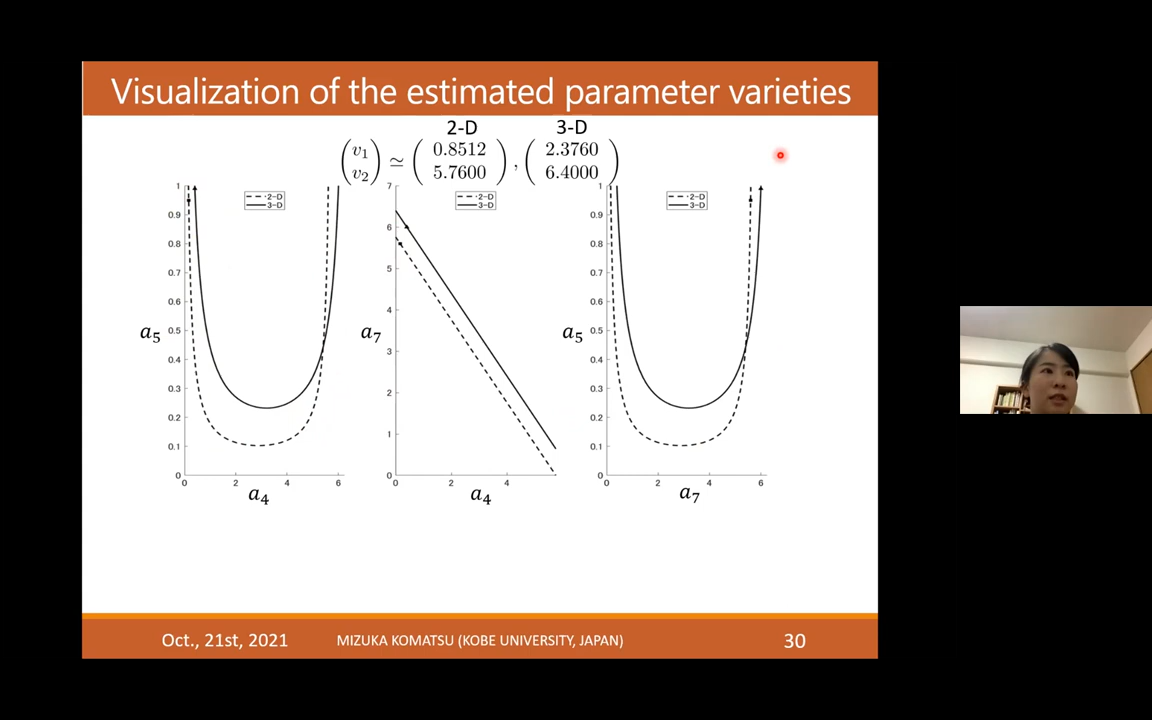 Visualization of the estimated parameter varieties
2-D 3-D
(v₁ v₂) ≃ (0.8512 5.7600), (2.3760 6.4000)
1
0.9
0.8
0.7
0.6
0.5
0.4
0.3
0.2
0.1
0
0 2 4 6
2-D
3-D
a₅
a₄
7
6
5
4
3
2
1
0
0 2 4
2-D
3-D
a₇
a₄
1
0.9
0.8
0.7
0.6
0.5
0.4
0.3
0.2
0.1
0
0 2 4 6
2-D
3-D
a₅
a₇
Oct., 21st, 2021 MIZUKA KOMATSU (KOBE UNIVERSITY, JAPAN) 30